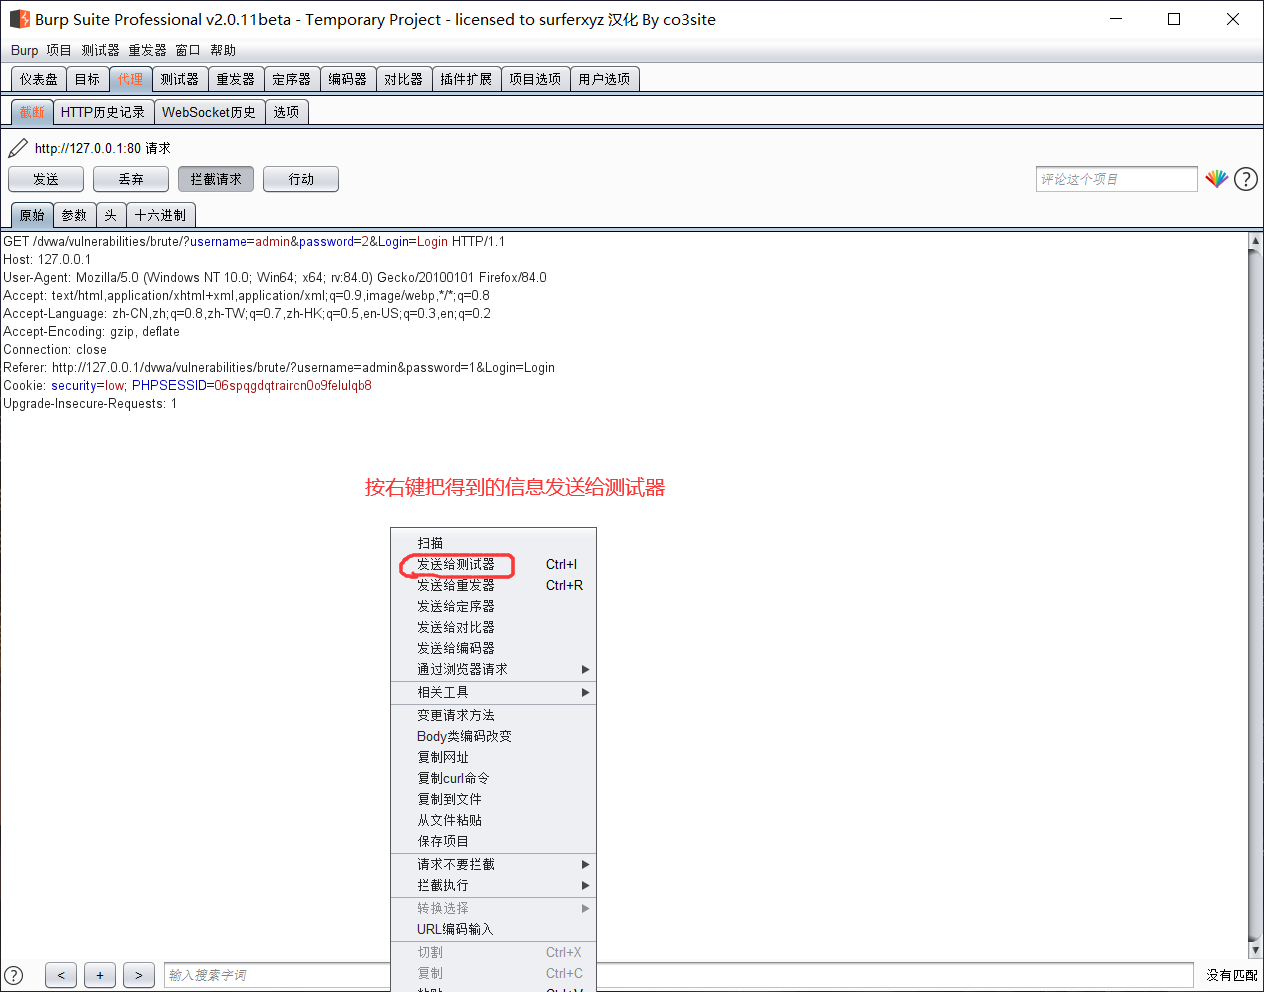 Burp Suite Professional v2.0.11beta - Temporary Project - licensed to surferxyz 汉化 By co3site
Burp 项目 测试器 重发器 窗口 帮助
仪表盘 目标 代理 测试器 重发器 定序器 编码器 对比器 插件扩展 项目选项 用户选项
截断 HTTP历史记录 WebSocket历史 选项
http://127.0.0.1:80 请求
发送 丢弃 拦截请求 行动 评论这个项目 ?
原始 参数 头 十六进制
GET /dvwa/vulnerabilities/brute/?username=admin&password=2&Login=Login HTTP/1.1
Host: 127.0.0.1
User-Agent: Mozilla/5.0 (Windows NT 10.0; Win64; x64; rv:84.0) Gecko/20100101 Firefox/84.0
Accept: text/html,application/xhtml+xml,application/xml;q=0.9,image/webp,*/*;q=0.8
Accept-Language: zh-CN,zh;q=0.8,zh-TW;q=0.7,zh-HK;q=0.5,en-US;q=0.3,en;q=0.2
Accept-Encoding: gzip, deflate
Connection: close
Referer: http://127.0.0.1/dvwa/vulnerabilities/brute/?username=admin&password=1&Login=Login
Cookie: security=low; PHPSESSID=06spqgdqtraircn0o9felulqb8
Upgrade-Insecure-Requests: 1
按右键把得到的信息发送给测试器
扫描
发送给测试器 Ctrl+I
发送给重发器 Ctrl+R
发送给定序器
发送给对比器
发送给编码器
通过浏览器请求
相关工具
变更请求方法
Body类编码改变
复制网址
复制curl命令
复制到文件
从文件粘贴
保存项目
请求不要拦截
拦截执行
转换选择
URL编码输入
切割 Ctrl+X
复制 Ctrl+C
粘贴 Ctrl+V
? < + > 输入搜索字词 没有匹配